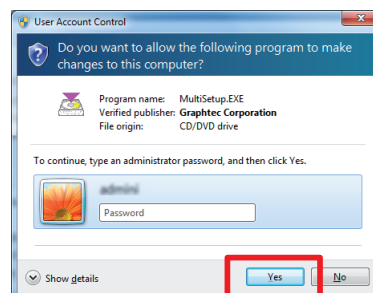 User Account Control
Do you want to allow the following program to make
changes to this computer?
Program name: MultiSetup.EXE
Verified publisher: Graphtec Corporation
File origin: CD/DVD drive
To continue, type an administrator password, and then click Yes.
admini
Password
Show details
Yes
No